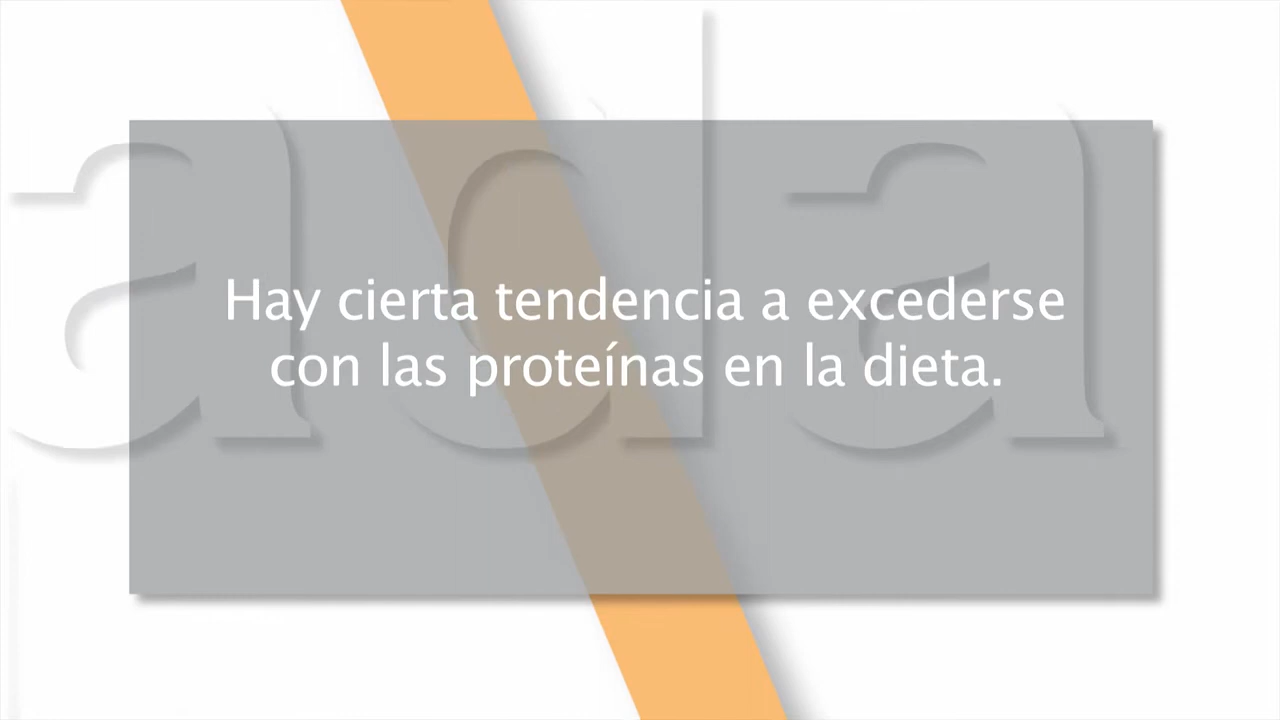 Hay cierta tendencia a excederse
con las proteínas en la dieta.